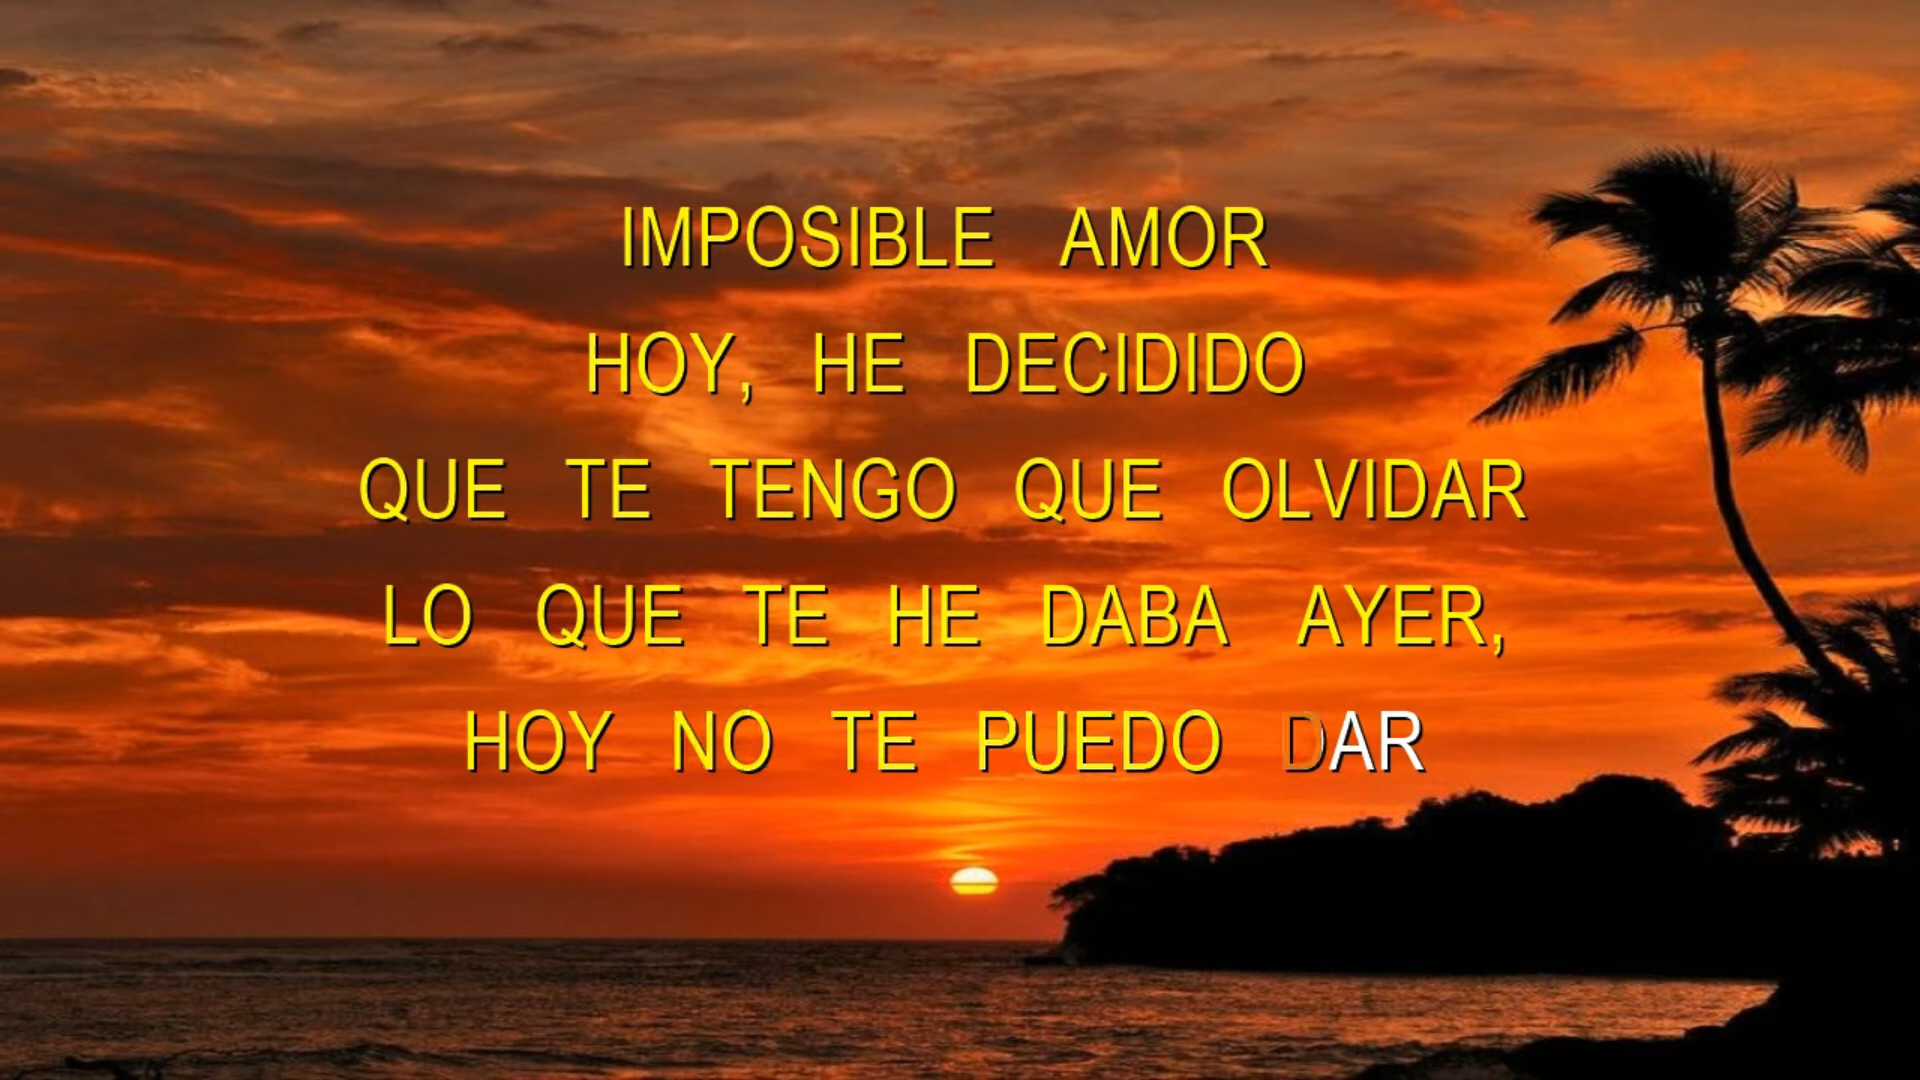 IMPOSIBLE AMOR
HOY, HE DECIDIDO
QUE TE TENGO QUE OLVIDAR
LO QUE TE HE DABA AYER,
HOY NO TE PUEDO DAR